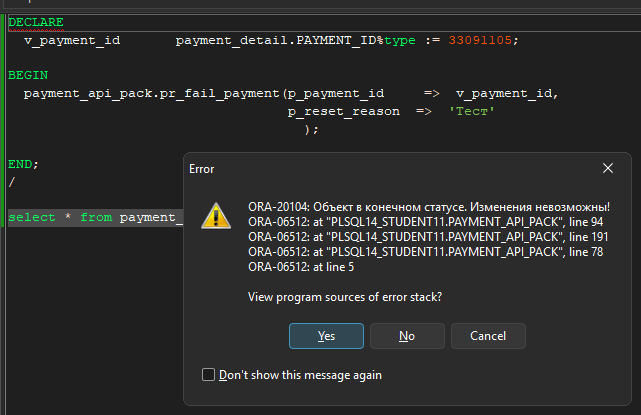 DECLARE
v_payment_id payment_detail.PAYMENT_ID%type := 33091105;
BEGIN
payment_api_pack.pr_fail_payment(p_payment_id => v_payment_id,
p_reset_reason => 'Тест'
);
END;
/
select * from payment_
Error
ORA-20104: Объект в конечном статусе. Изменения невозможны!
ORA-06512: at "PLSQL14_STUDENT11.PAYMENT_API_PACK", line 94
ORA-06512: at "PLSQL14_STUDENT11.PAYMENT_API_PACK", line 191
ORA-06512: at "PLSQL14_STUDENT11.PAYMENT_API_PACK", line 78
ORA-06512: at line 5
View program sources of error stack?
Yes No Cancel
Don't show this message again